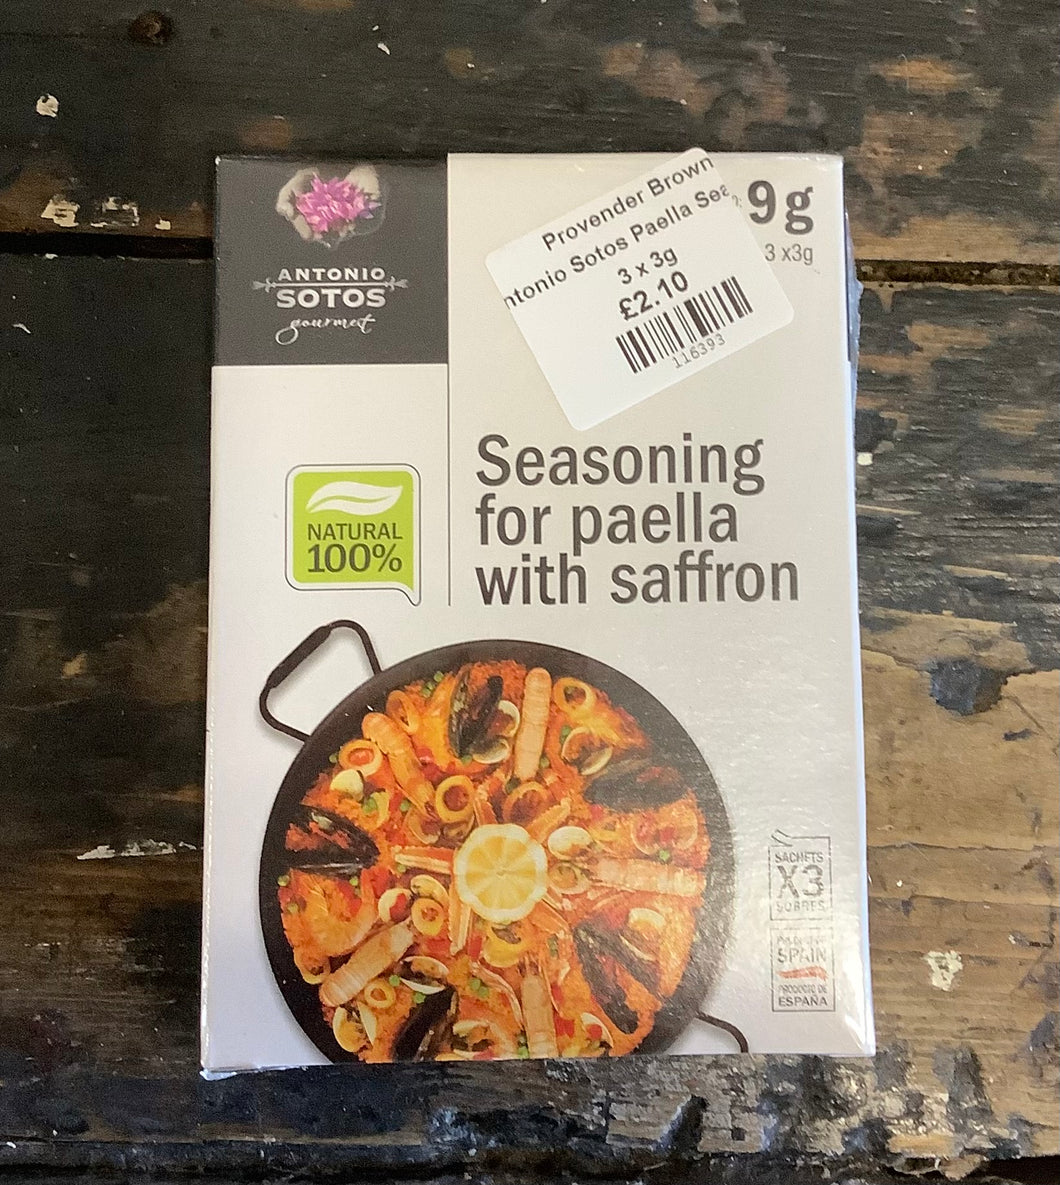 ANTONIO
SOTOS
gourmet
Provender Brown
ntonio Sotos Paella Sea
3 x 3g
£2.10
116393
9g
3 x3g
NATURAL
100%
Seasoning
for paella
with saffron
SACHETS
X3
SOBRES
SPAIN
PRODUCTO DE
ESPAÑA